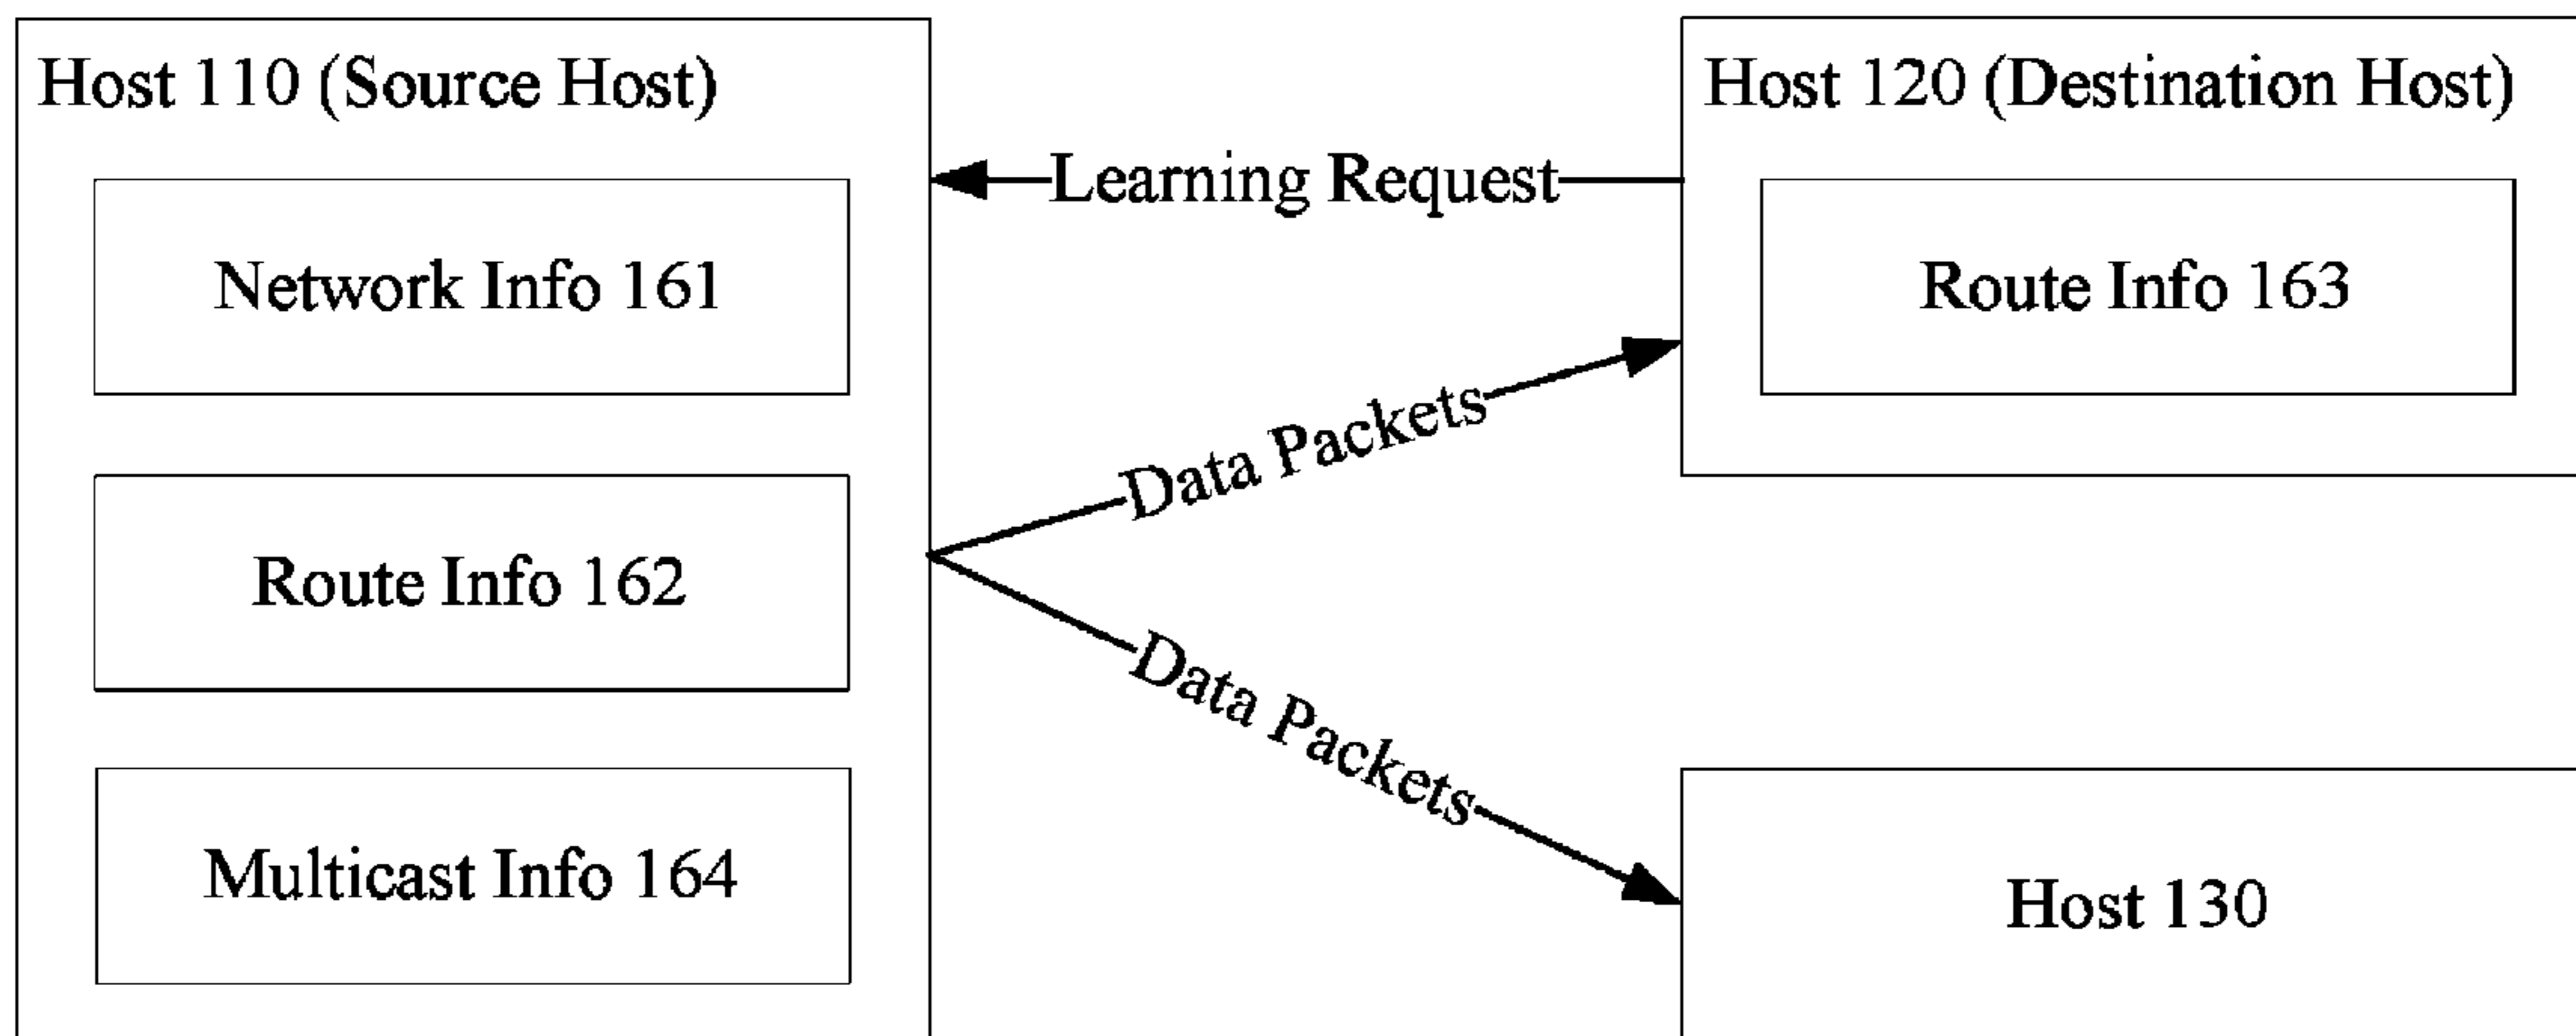 Host 110 (Source Host)
Network Info 161
Route Info 162
Multicast Info 164
Learning Request
Data Packets
Data Packets
Host 120 (Destination Host)
Route Info 163
Host 130